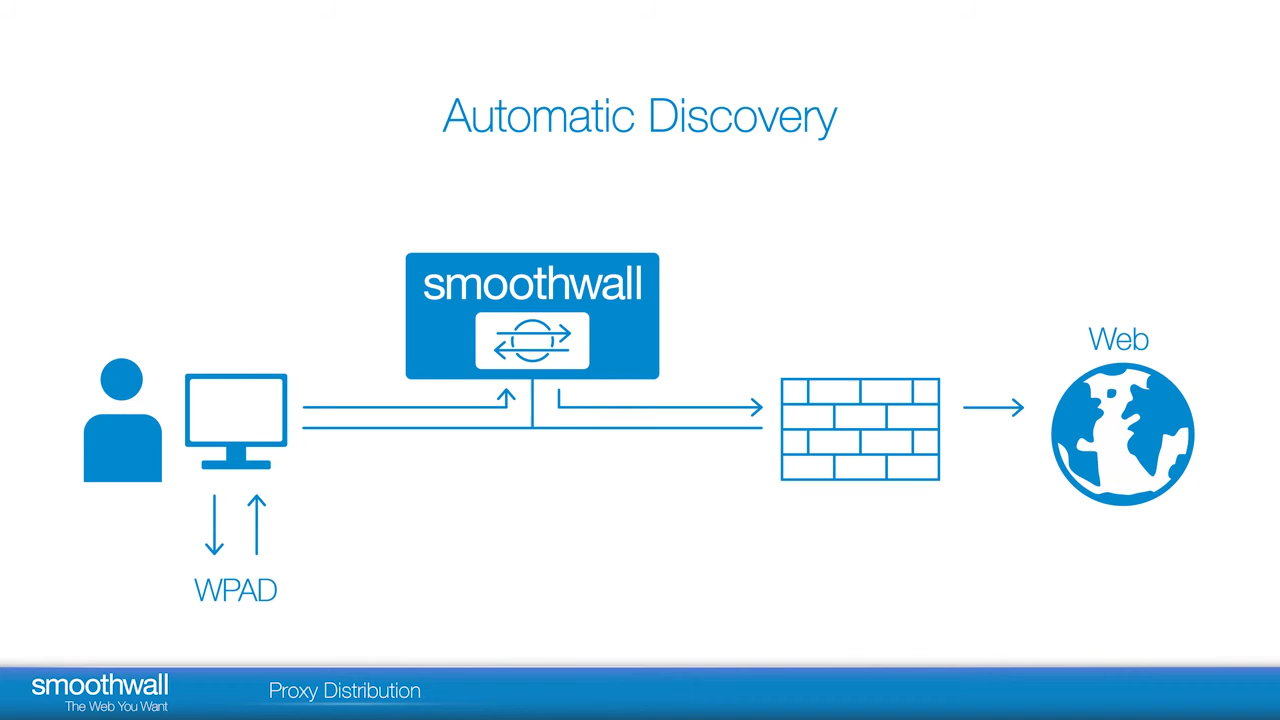 Automatic Discovery
smoothwall
Web
WPAD
smoothwall
The Web You Want
Proxy Distribution